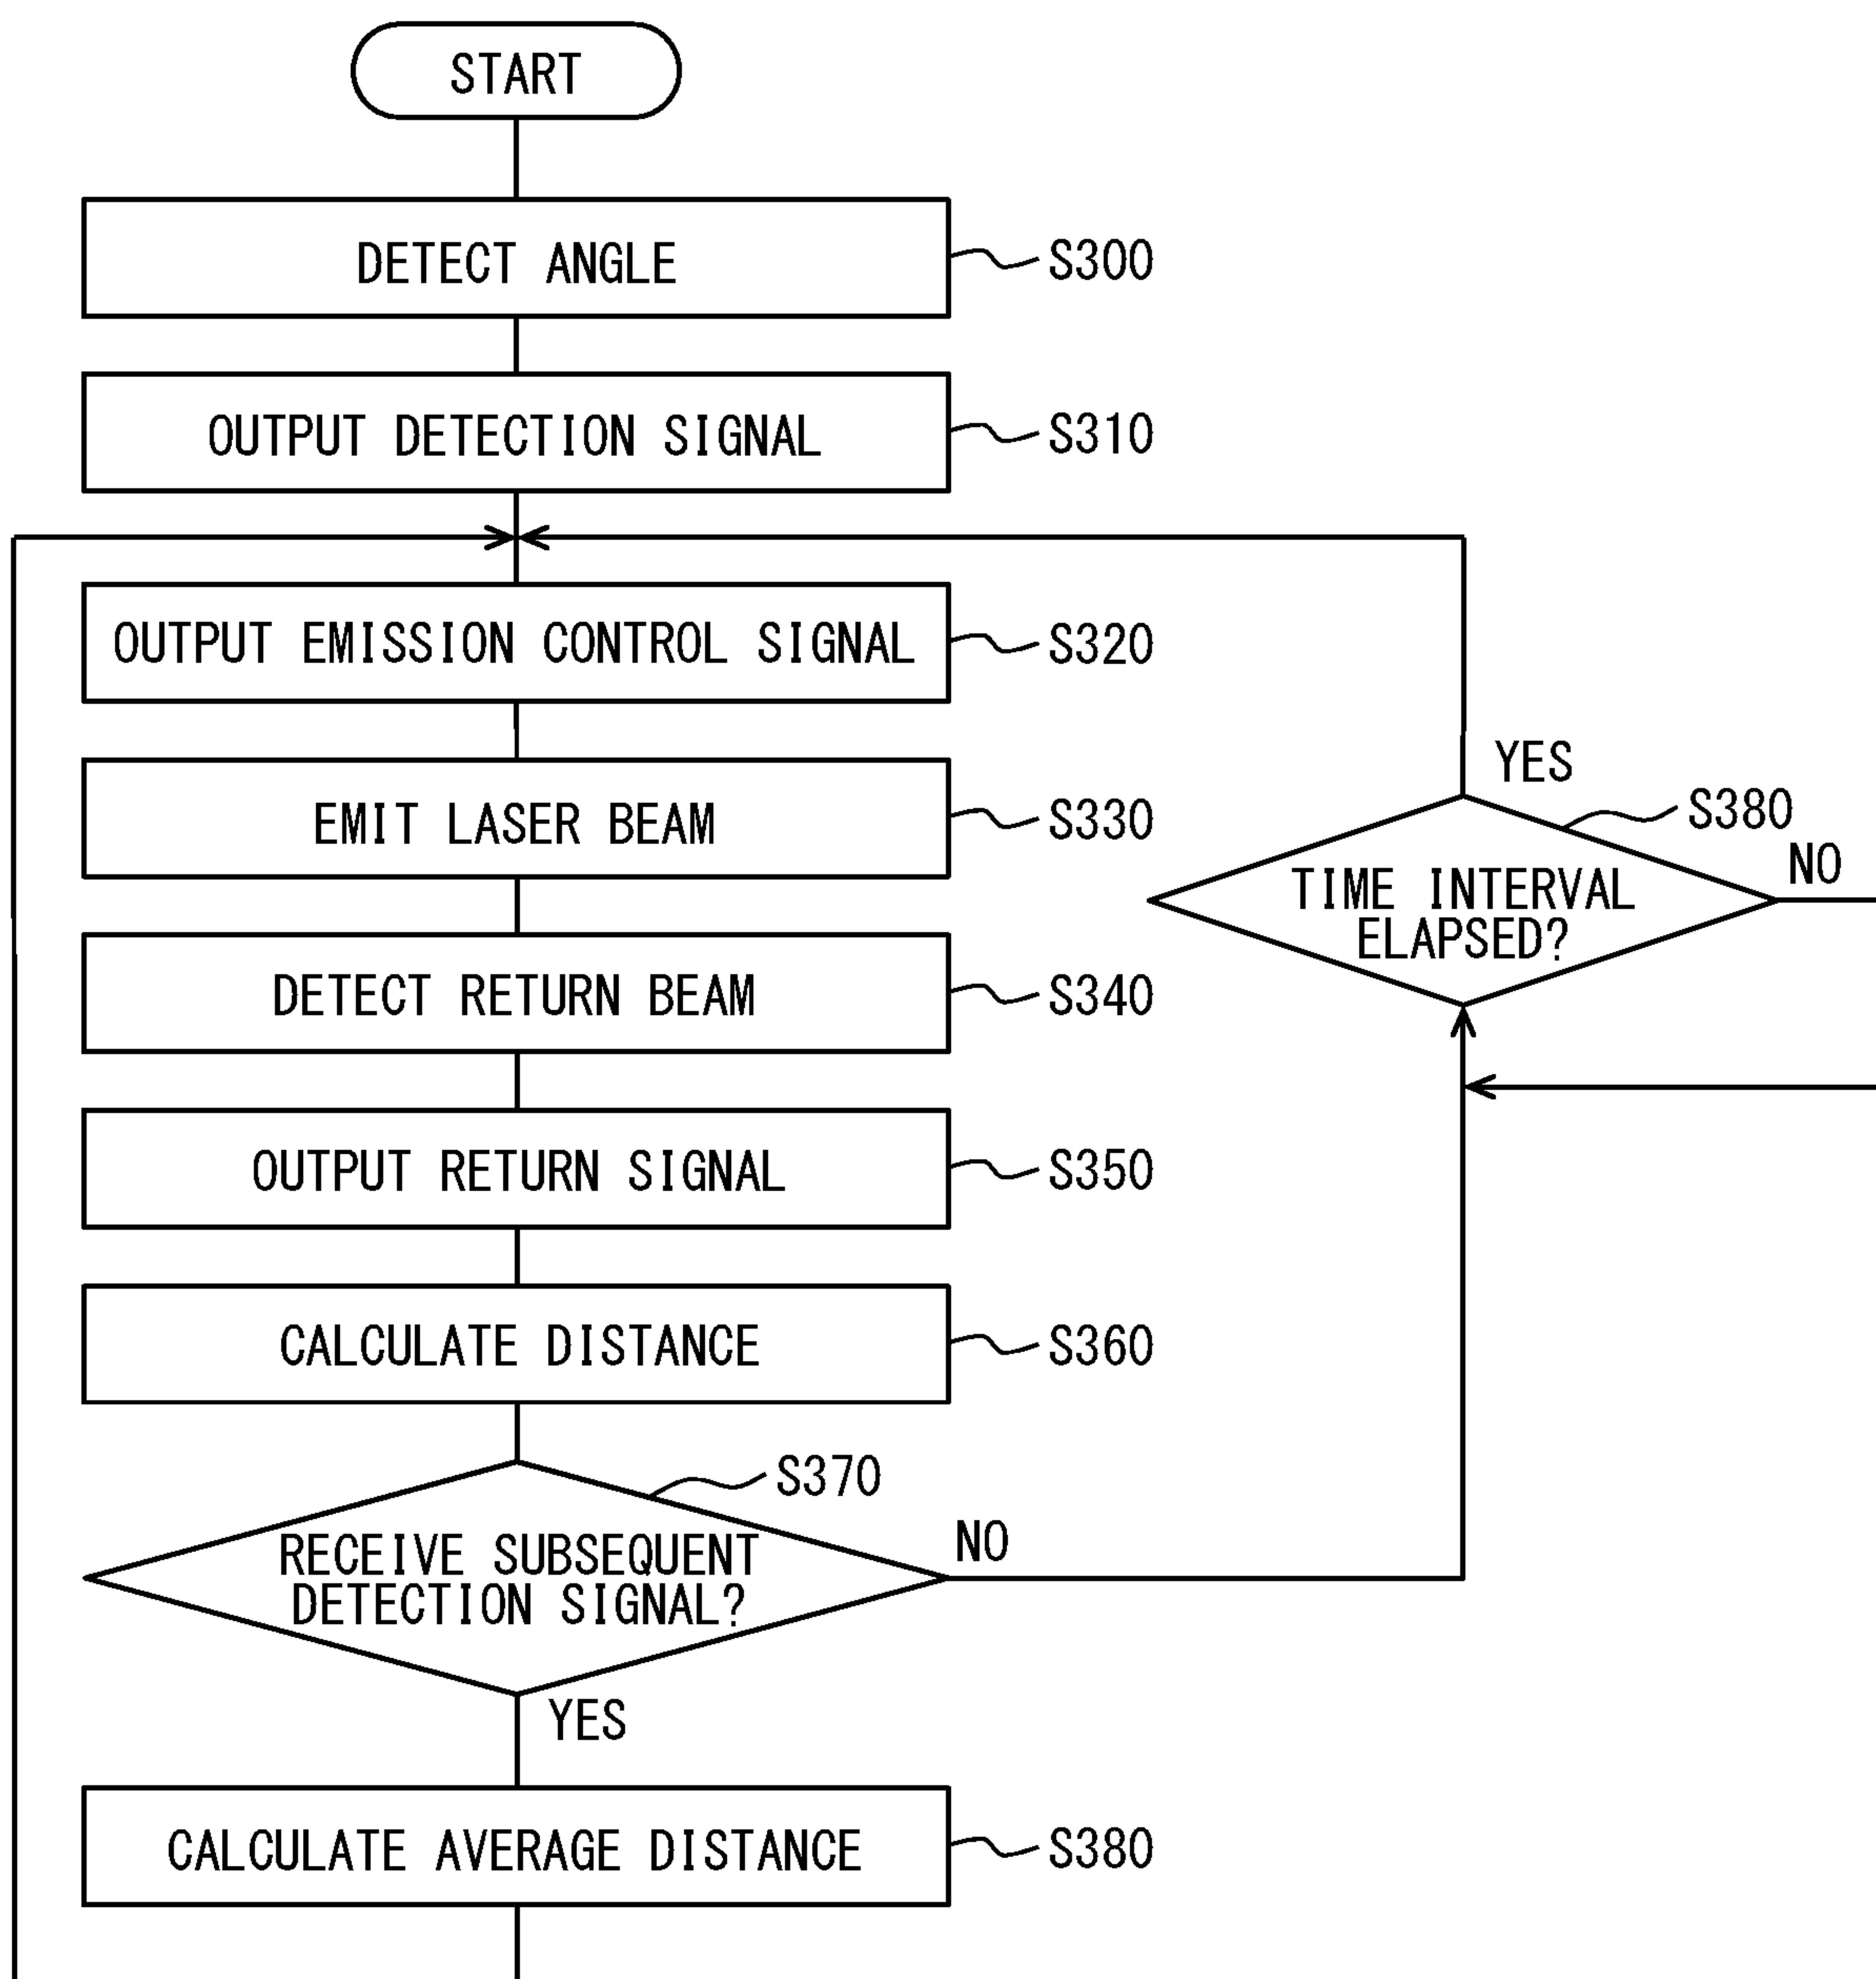 START
DETECT ANGLE
S300
OUTPUT DETECTION SIGNAL
S310
OUTPUT EMISSION CONTROL SIGNAL
S320
EMIT LASER BEAM
S330
YES
S380
NO
TIME INTERVAL
ELAPSED?
DETECT RETURN BEAM
S340
OUTPUT RETURN SIGNAL
S350
CALCULATE DISTANCE
S360
S370
RECEIVE SUBSEQUENT
DETECTION SIGNAL?
NO
YES
CALCULATE AVERAGE DISTANCE
S380